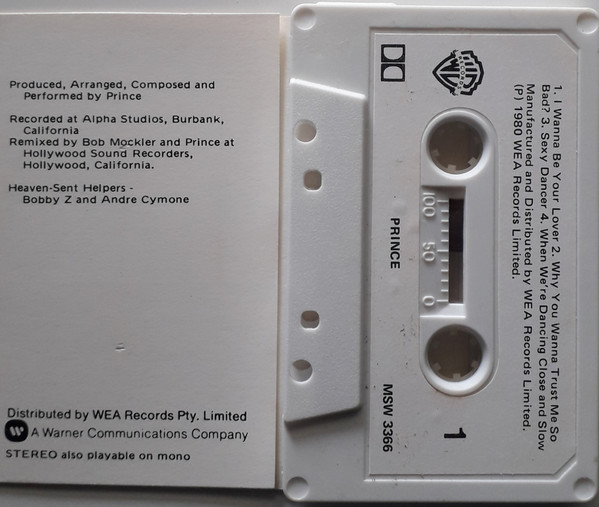 Produced, Arranged, Composed and
Performed by Prince
Recorded at Alpha Studios, Burbank,
California
Remixed by Bob Mockler and Prince at
Hollywood Sound Recorders,
Hollywood, California.
Heaven-Sent Helpers -
Bobby Z and Andre Cymone
Distributed by WEA Records Pty. Limited
A Warner Communications Company
STEREO also playable on mono
1. I Wanna Be Your Lover 2. Why You Wanna Trust Me So
Bad? 3. Sexy Dancer 4. When We're Dancing Close and Slow
Manufactured and Distributed by WEA Records Limited.
(P) 1980 WEA Records Limited.
100 50 0
PRINCE
MSW 3366
1